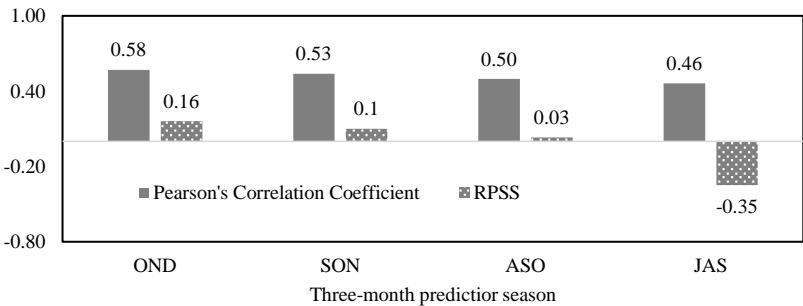 1.00
0.58
0.53
0.50
0.46
0.40
0.16
0.1
0.03
-0.20
Pearson's Correlation Coefficient
RPSS
-0.35
-0.80
OND
SON
ASO
JAS
Three-month predictior season